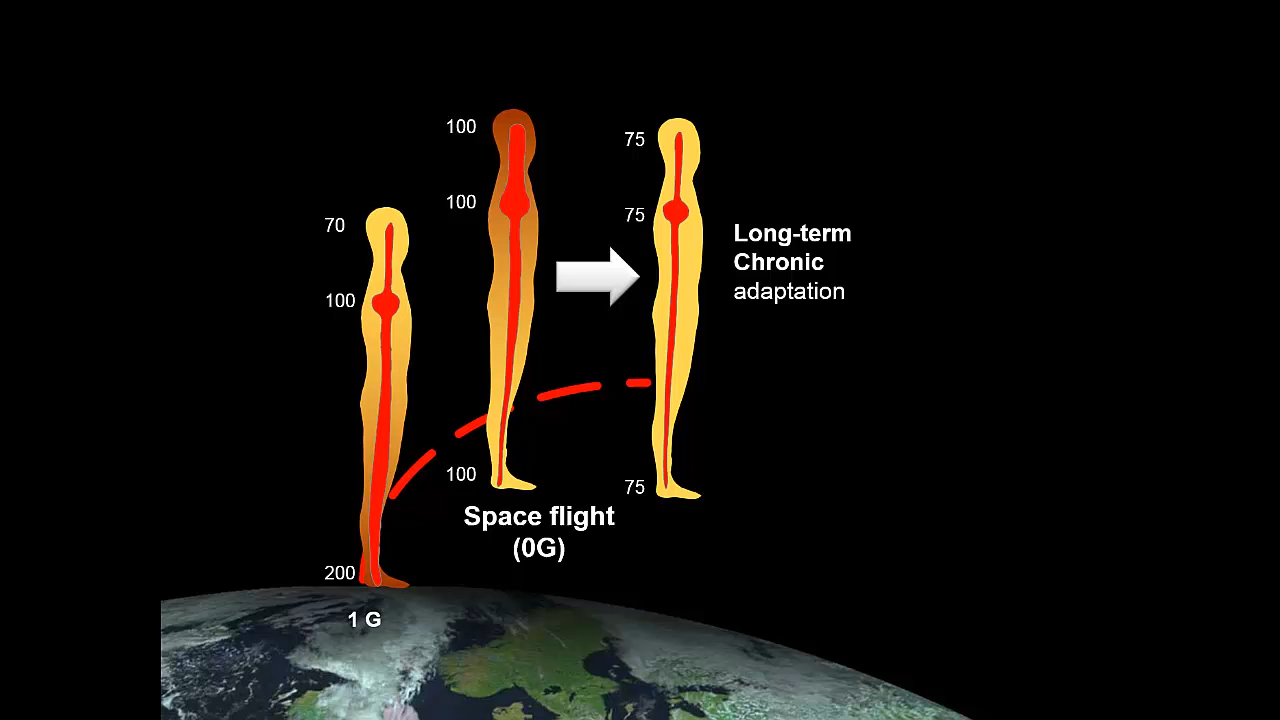 100
100
100
Space flight
(0G)
70
100
200
1 G
75
75
75
Long-term
Chronic
adaptation